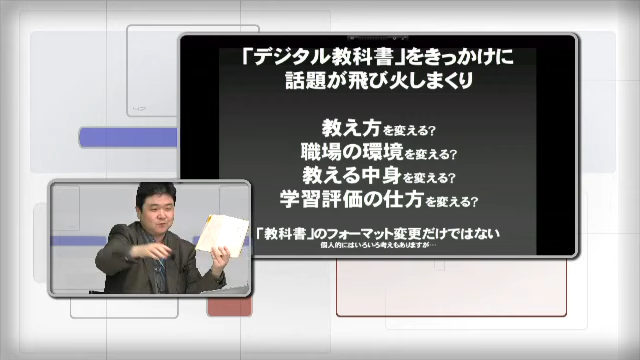 「デジタル教科書」をきっかけに
話題が飛び火しまくり
教え方を変える?
職場の環境を変える?
教える中身を変える?
学習評価の仕方を変える?
「教科書」のフォーマット変更だけではない
個人的にはいろいろ考えもありますが…